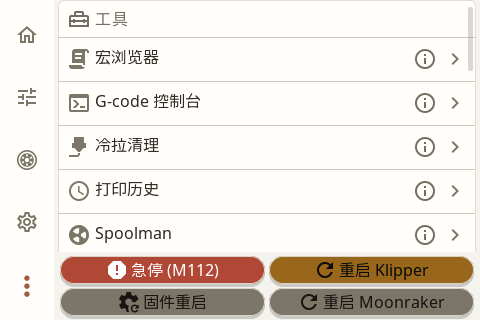 工具
宏浏览器
G-code 控制台
冷拉清理
打印历史
Spoolman
急停 (M112)
重启 Klipper
固件重启
重启 Moonraker